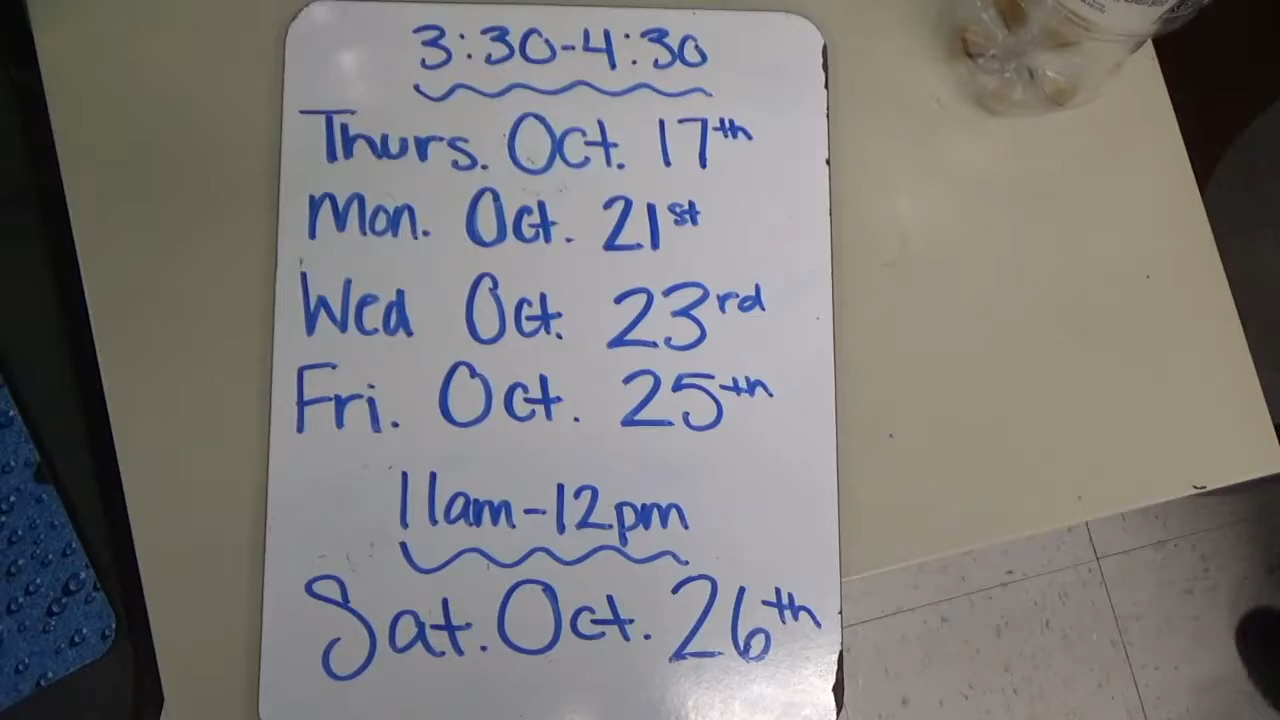 3:30-4:30
Thurs. Oct. 17th
Mon. Oct. 21st
Wed Oct. 23rd
Fri. Oct. 25th
11am-12pm
Sat. Oct. 26th